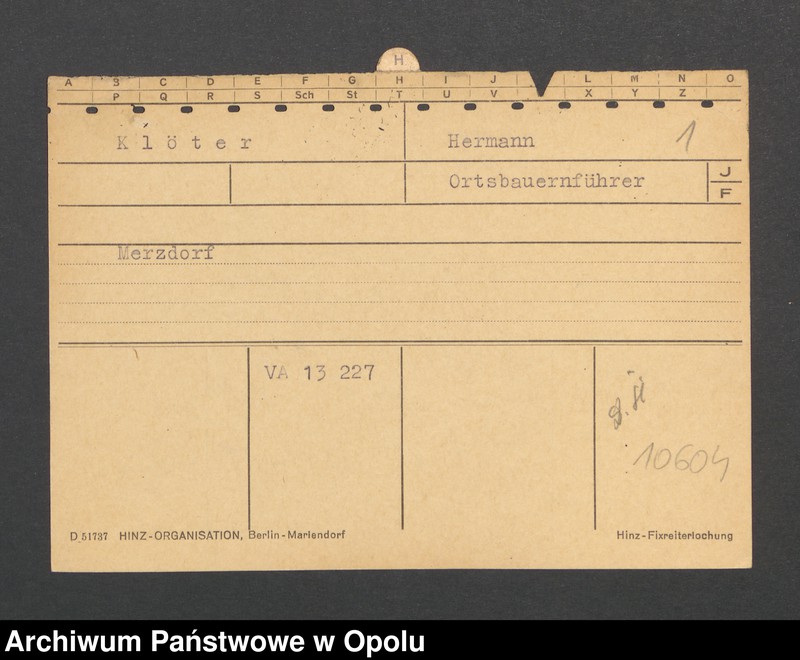 H
A B C D E F G H I J L M N O
P Q R S Sch St T U V X Y Z
Klöter Hermann 1
Ortsbauernführer J
F
Merzdorf
VA 13 227
10604
D 51737 HINZ-ORGANISATION, Berlin-Mariendorf Hinz-Fixreiterlochung
Archiwum Państwowe w Opolu